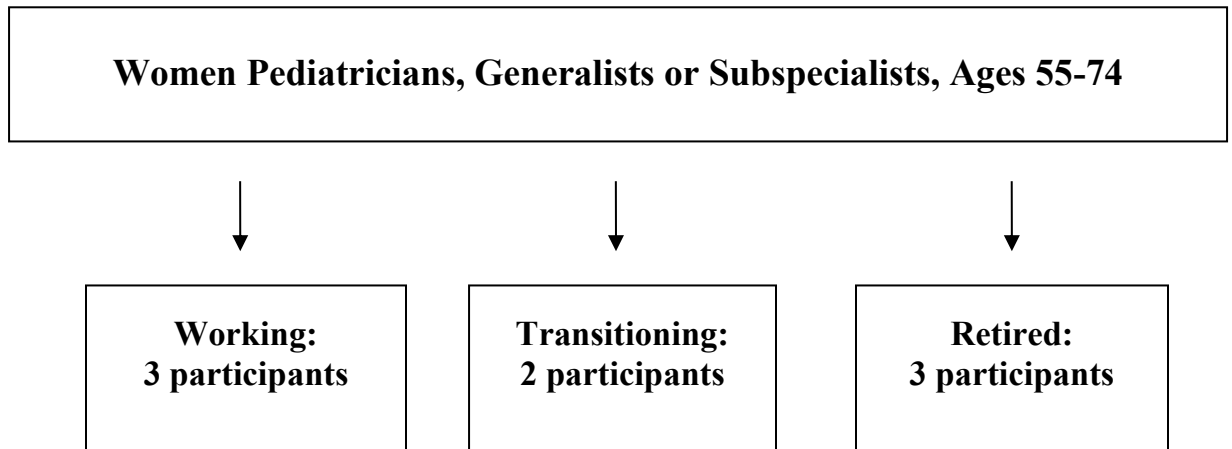 Women Pediatricians, Generalists or Subspecialists, Ages 55-74
Working:
3 participants
Transitioning:
2 participants
Retired:
3 participants